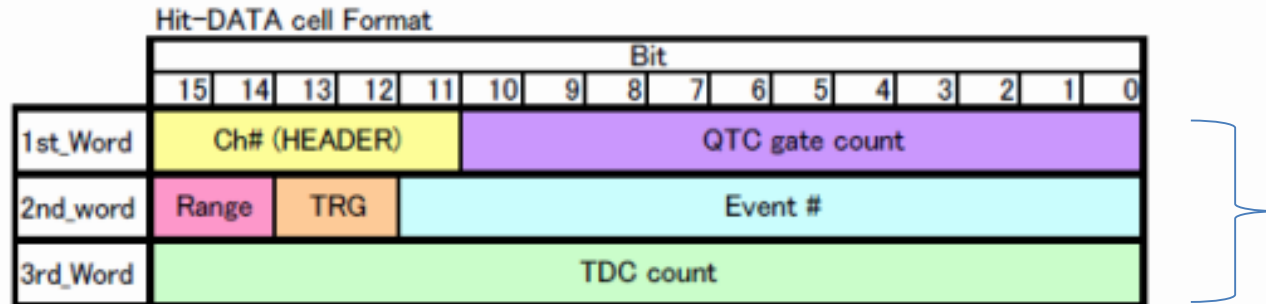 Hit-DATA cell Format
Bit
15 14 13 12 11 10 9 8 7 6 5 4 3 2 1 0
1st_Word Ch# (HEADER) QTC gate count
2nd_word Range TRG Event #
3rd_Word TDC count